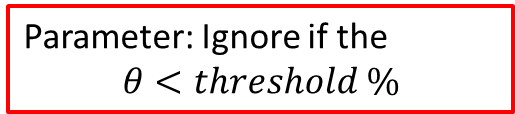 Parameter: Ignore if the
θ < threshold %